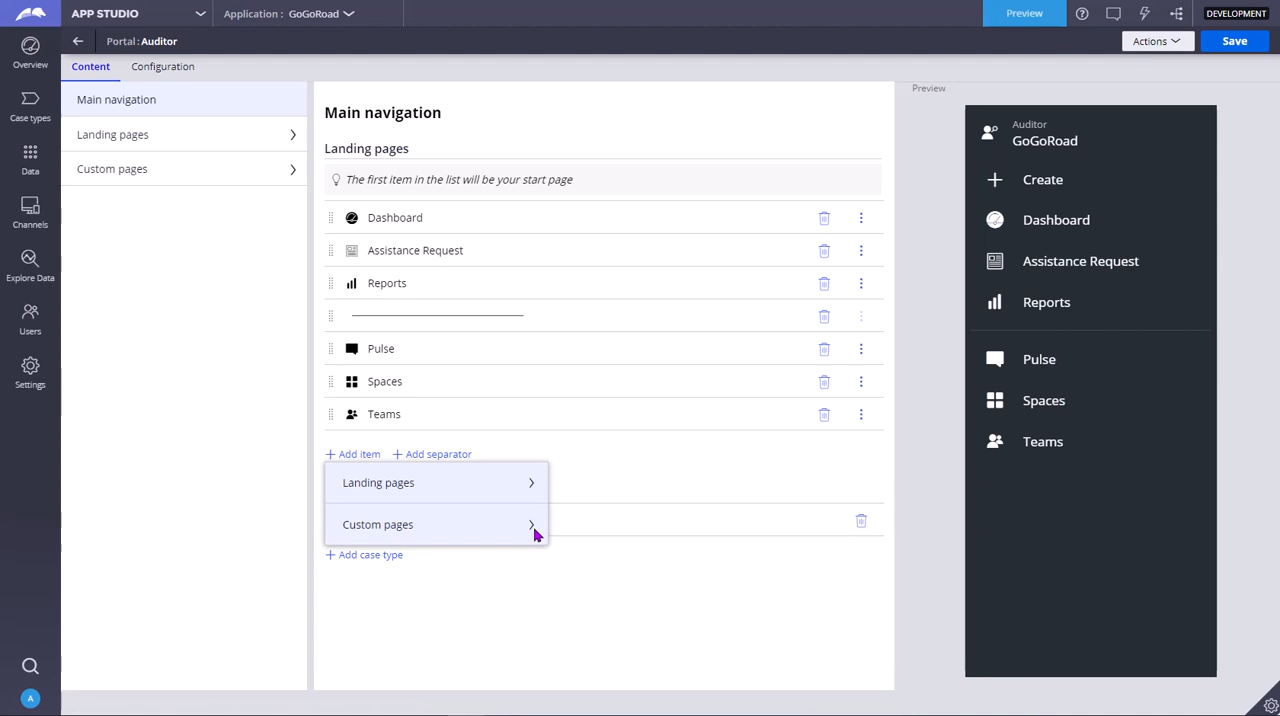 APP STUDIO
Application : GoGoRoad
Preview
DEVELOPMENT
Portal : Auditor
Actions
Save
Overview
Case types
Data
Channels
Explore Data
Users
Settings
A
Content
Configuration
Main navigation
Landing pages
Custom pages
Main navigation
Landing pages
The first item in the list will be your start page
Dashboard
Assistance Request
Reports
Pulse
Spaces
Teams
Add item
Add separator
Landing pages
Custom pages
Add case type
Preview
Auditor
GoGoRoad
Create
Dashboard
Assistance Request
Reports
Pulse
Spaces
Teams